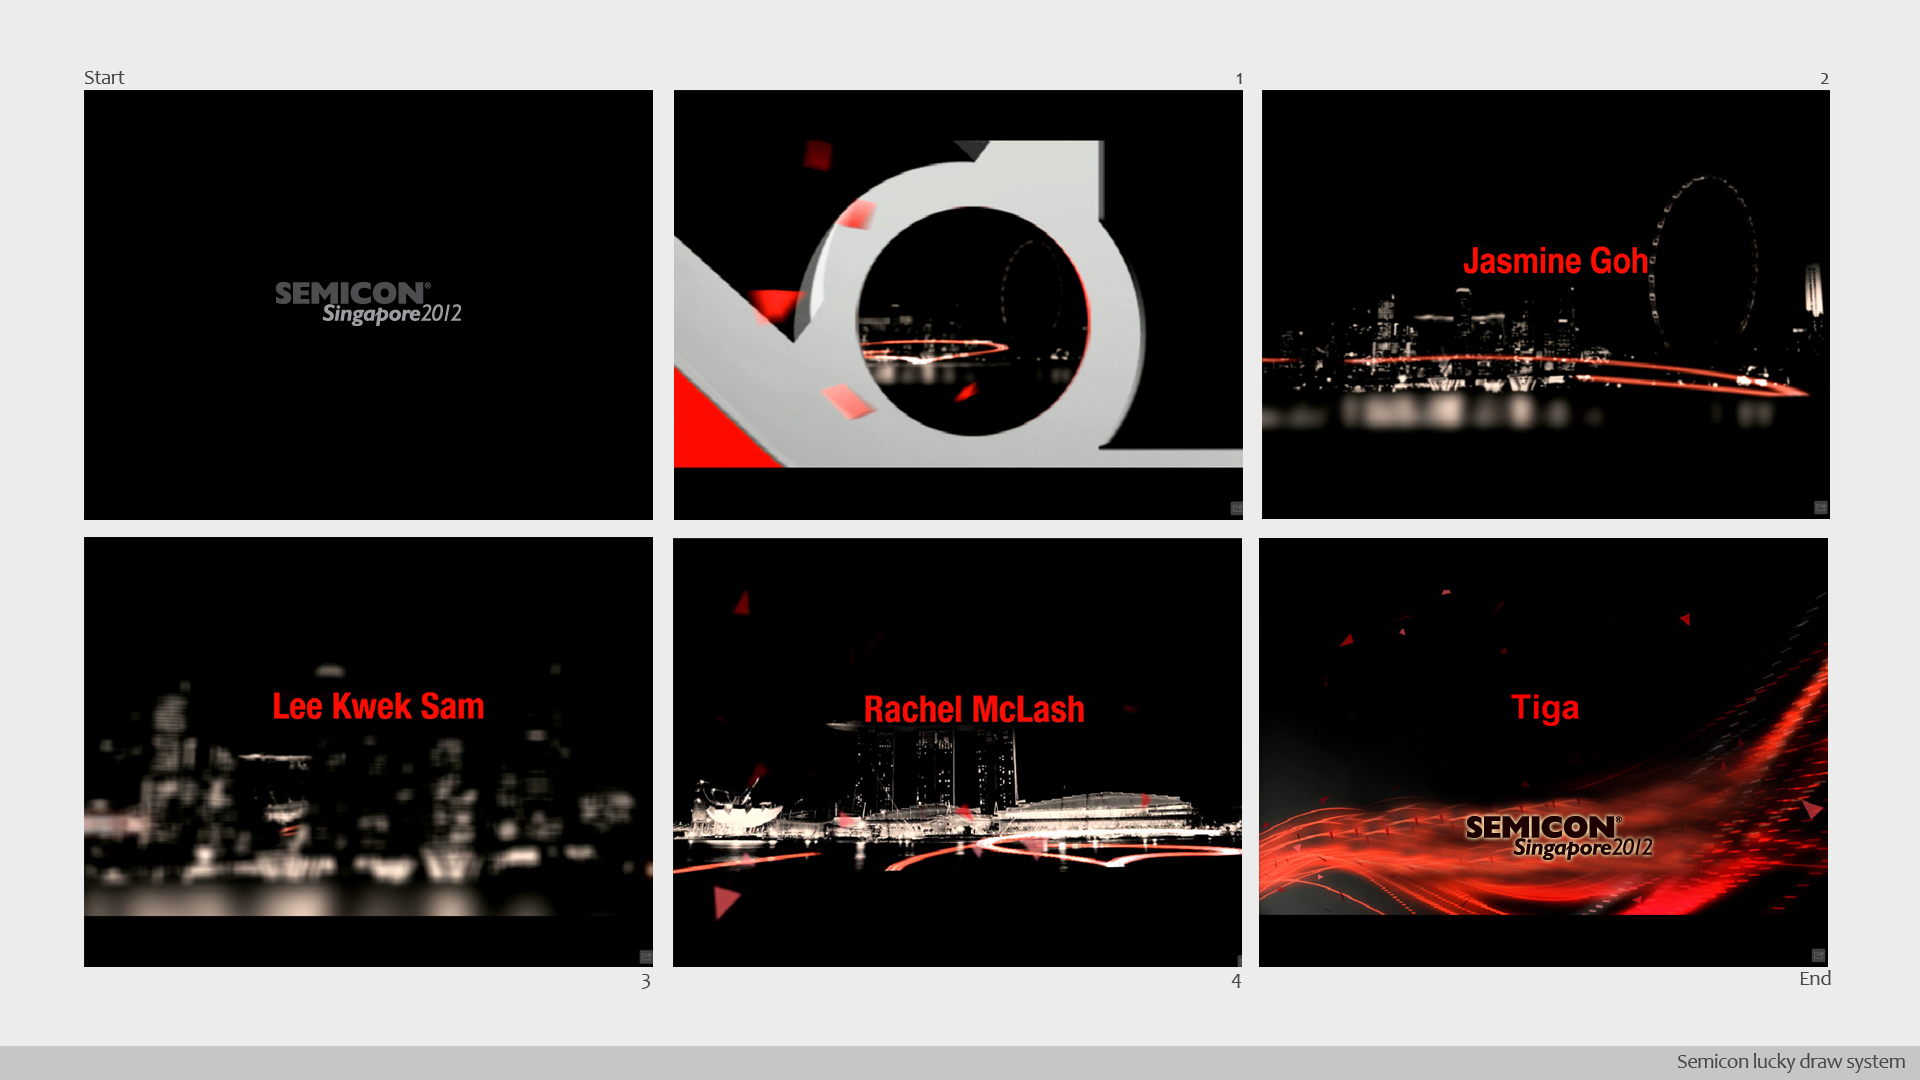 Start
1
2
SEMICON®
Singapore2012
Jasmine Goh
Lee Kwek Sam
Rachel McLash
Tiga
SEMICON®
Singapore2012
3
4
End
Semicon lucky draw system